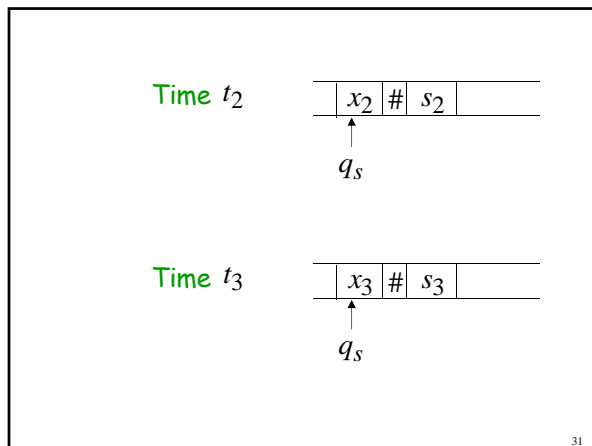 Time t₂ x₂ # s₂
qₛ
Time t₃ x₃ # s₃
qₛ
31